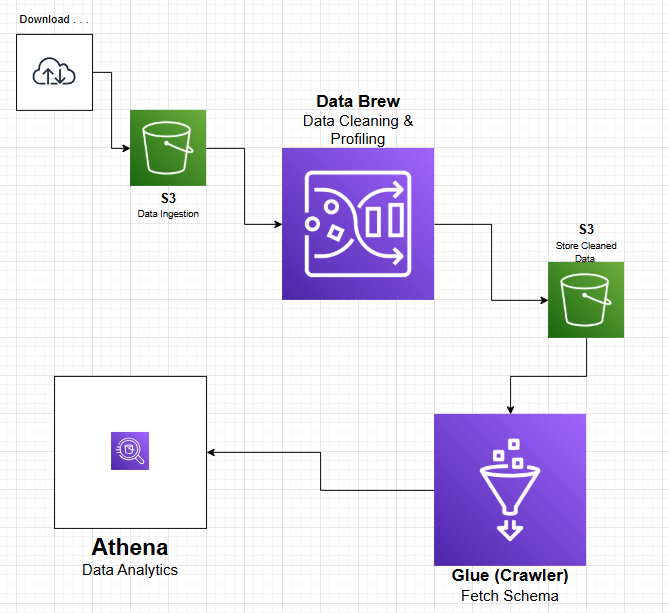 Download . . .
Data Brew
Data Cleaning &
Profiling
S3
Data Ingestion
S3
Store Cleaned
Data
Athena
Data Analytics
Glue (Crawler)
Fetch Schema